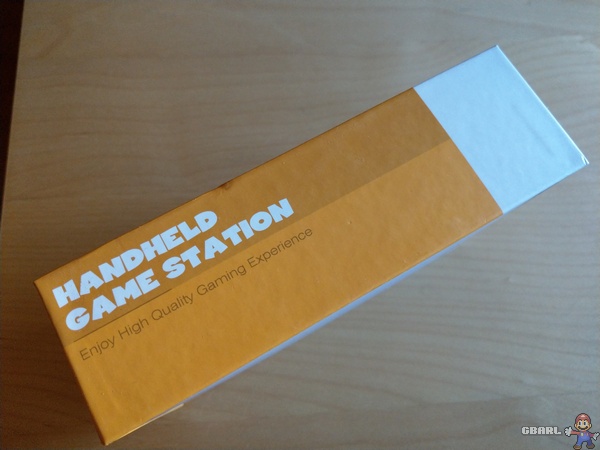 HANDHELD
GAME STATION
Enjoy High Quality Gaming Experience
GBARL